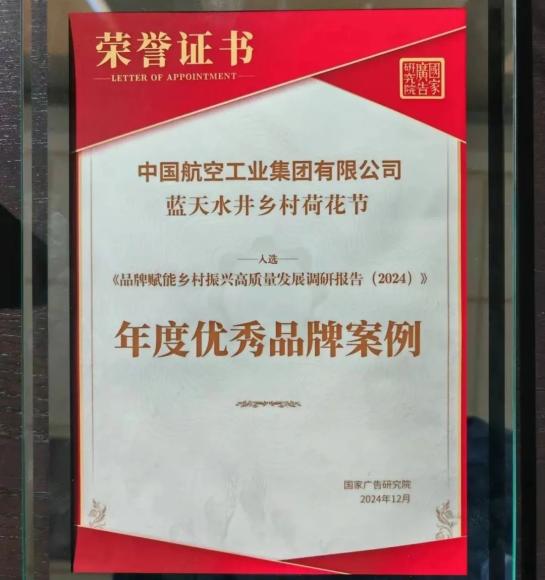 荣誉证书
LETTER OF APPOINTMENT
國家廣告研究院
中国航空工业集团有限公司
蓝天水井乡村荷花节
入选
《品牌赋能乡村振兴高质量发展调研报告（2024）》
年度优秀品牌案例
国家广告研究院
2024年12月